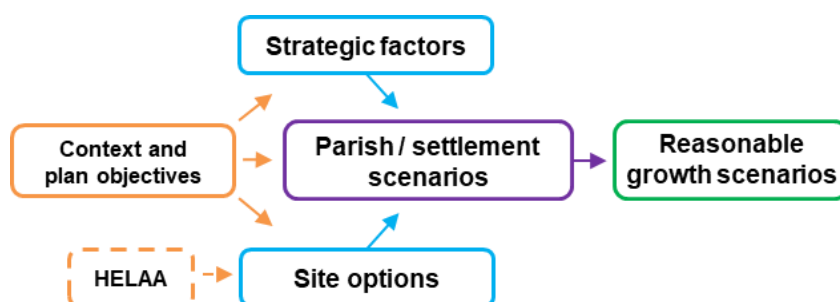 Strategic factors
Context and
plan objectives
Parish / settlement
scenarios
Reasonable
growth scenarios
HELAA
Site options